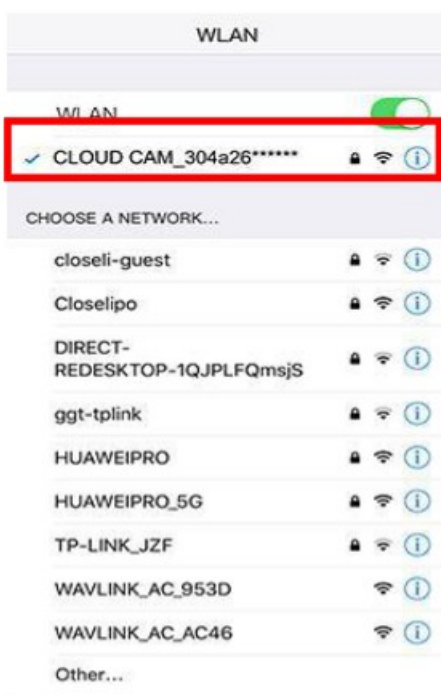 WLAN
WLAN
CLOUD CAM_304a26******
CHOOSE A NETWORK...
closeli-guest
Closelipo
DIRECT-
REDESKTOP-1QJPLFQmsjS
ggt-tplink
HUAWEIPRO
HUAWEIPRO_5G
TP-LINK_JZF
WAVLINK_AC_953D
WAVLINK_AC_AC46
Other...